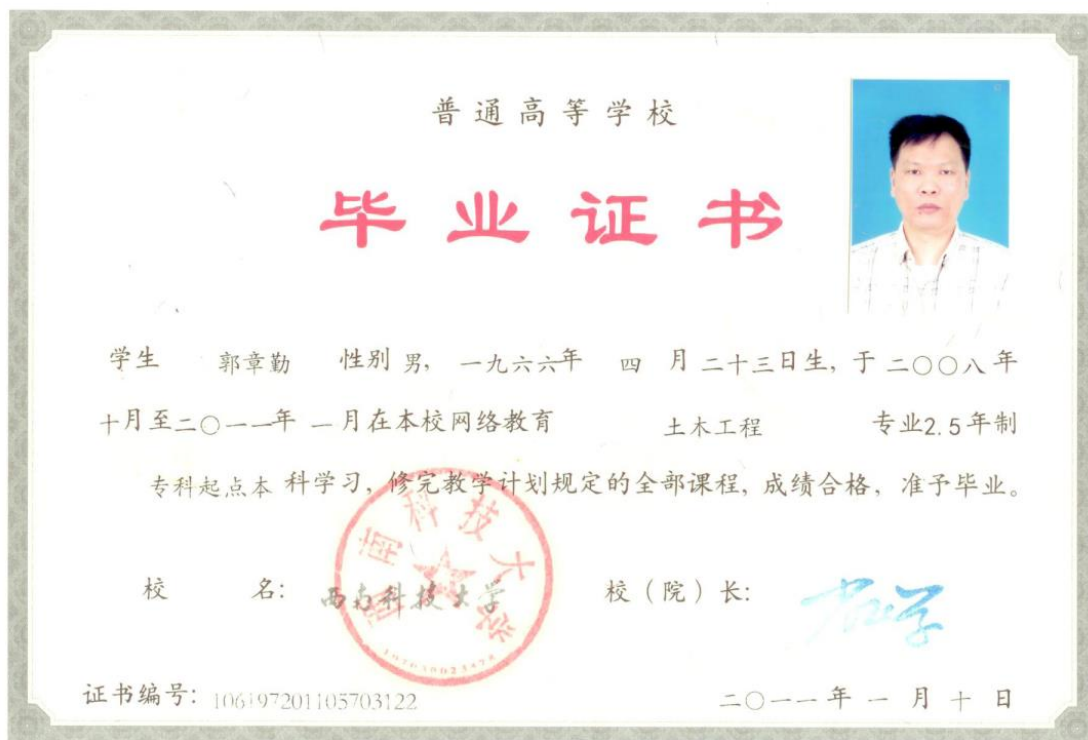 普通高等学校
毕业证书
学生 郭章勤 性别 男, 一九六六年 四 月 二十三日生, 于 二〇〇八年
十月至二〇一一年 一 月在本校网络教育 土木工程 专业2.5年制
专科起点本 科学习, 修完教学计划规定的全部课程, 成绩合格, 准予毕业。
校 名: 西南科技大学 校(院)长:
西南科技大学
证书编号: 106197201105703122 二〇一一年 一 月 十 日